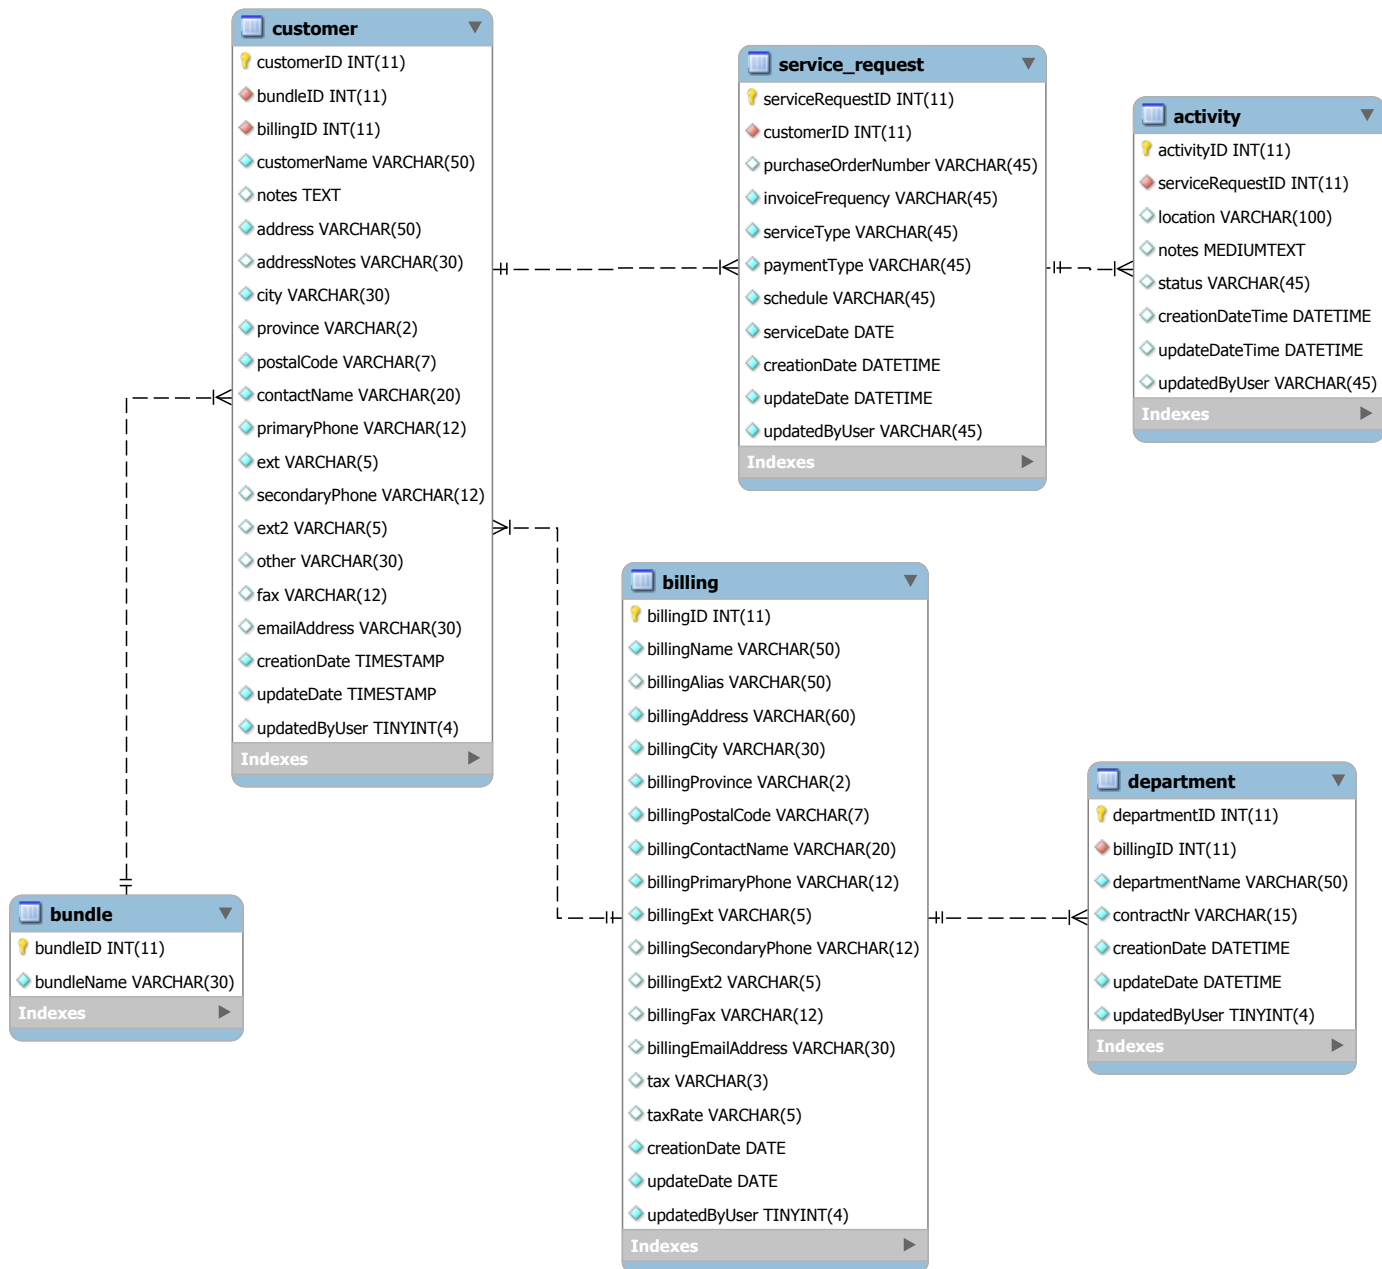 customer
customerID INT(11)
bundleID INT(11)
billingID INT(11)
customerName VARCHAR(50)
notes TEXT
address VARCHAR(50)
addressNotes VARCHAR(30)
city VARCHAR(30)
province VARCHAR(2)
postalCode VARCHAR(7)
contactName VARCHAR(20)
primaryPhone VARCHAR(12)
ext VARCHAR(5)
secondaryPhone VARCHAR(12)
ext2 VARCHAR(5)
other VARCHAR(30)
fax VARCHAR(12)
emailAddress VARCHAR(30)
creationDate TIMESTAMP
updateDate TIMESTAMP
updatedByUser TINYINT(4)
Indexes
service_request
serviceRequestID INT(11)
customerID INT(11)
purchaseOrderNumber VARCHAR(45)
invoiceFrequency VARCHAR(45)
serviceType VARCHAR(45)
paymentType VARCHAR(45)
schedule VARCHAR(45)
serviceDate DATE
creationDate DATETIME
updateDate DATETIME
updatedByUser VARCHAR(45)
Indexes
activity
activityID INT(11)
serviceRequestID INT(11)
location VARCHAR(100)
notes MEDIUMTEXT
status VARCHAR(45)
creationDateTime DATETIME
updateDateTime DATETIME
updatedByUser VARCHAR(45)
Indexes
billing
billingID INT(11)
billingName VARCHAR(50)
billingAlias VARCHAR(50)
billingAddress VARCHAR(60)
billingCity VARCHAR(30)
billingProvince VARCHAR(2)
billingPostalCode VARCHAR(7)
billingContactName VARCHAR(20)
billingPrimaryPhone VARCHAR(12)
billingExt VARCHAR(5)
billingSecondaryPhone VARCHAR(12)
billingExt2 VARCHAR(5)
billingFax VARCHAR(12)
billingEmailAddress VARCHAR(30)
tax VARCHAR(3)
taxRate VARCHAR(5)
creationDate DATE
updateDate DATE
updatedByUser TINYINT(4)
Indexes
department
departmentID INT(11)
billingID INT(11)
departmentName VARCHAR(50)
contractNr VARCHAR(15)
creationDate DATETIME
updateDate DATETIME
updatedByUser TINYINT(4)
Indexes
bundle
bundleID INT(11)
bundleName VARCHAR(30)
Indexes